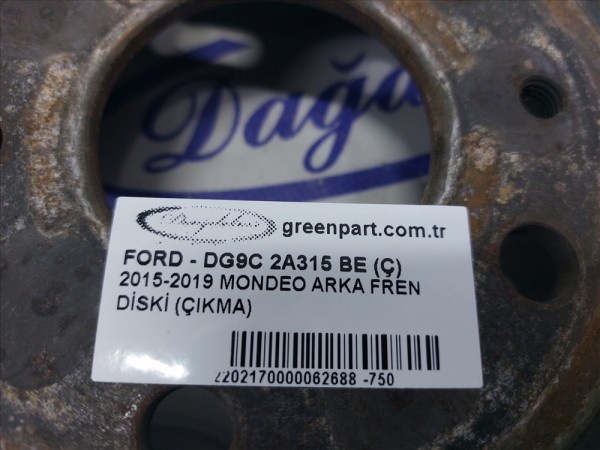 Dağa
greenpart.com.tr
FORD - DG9C 2A315 BE (Ç)
2015-2019 MONDEO ARKA FREN
DİSKİ (ÇIKMA)
2202170000062688 -750